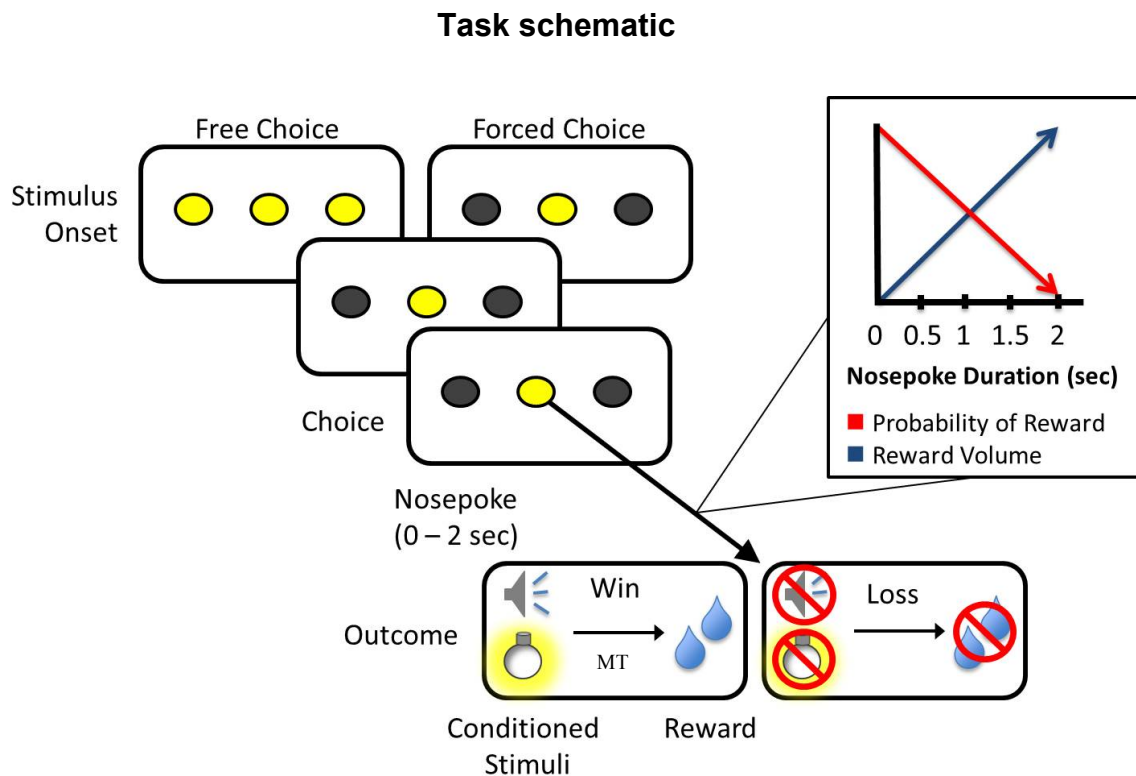 Task schematic
Free Choice
Forced Choice
Stimulus
Onset
Choice
Nosepoke
(0 – 2 sec)
0 0.5 1 1.5 2
Nosepoke Duration (sec)
Probability of Reward
Reward Volume
Outcome
Win
MT
Loss
Conditioned
Stimuli
Reward